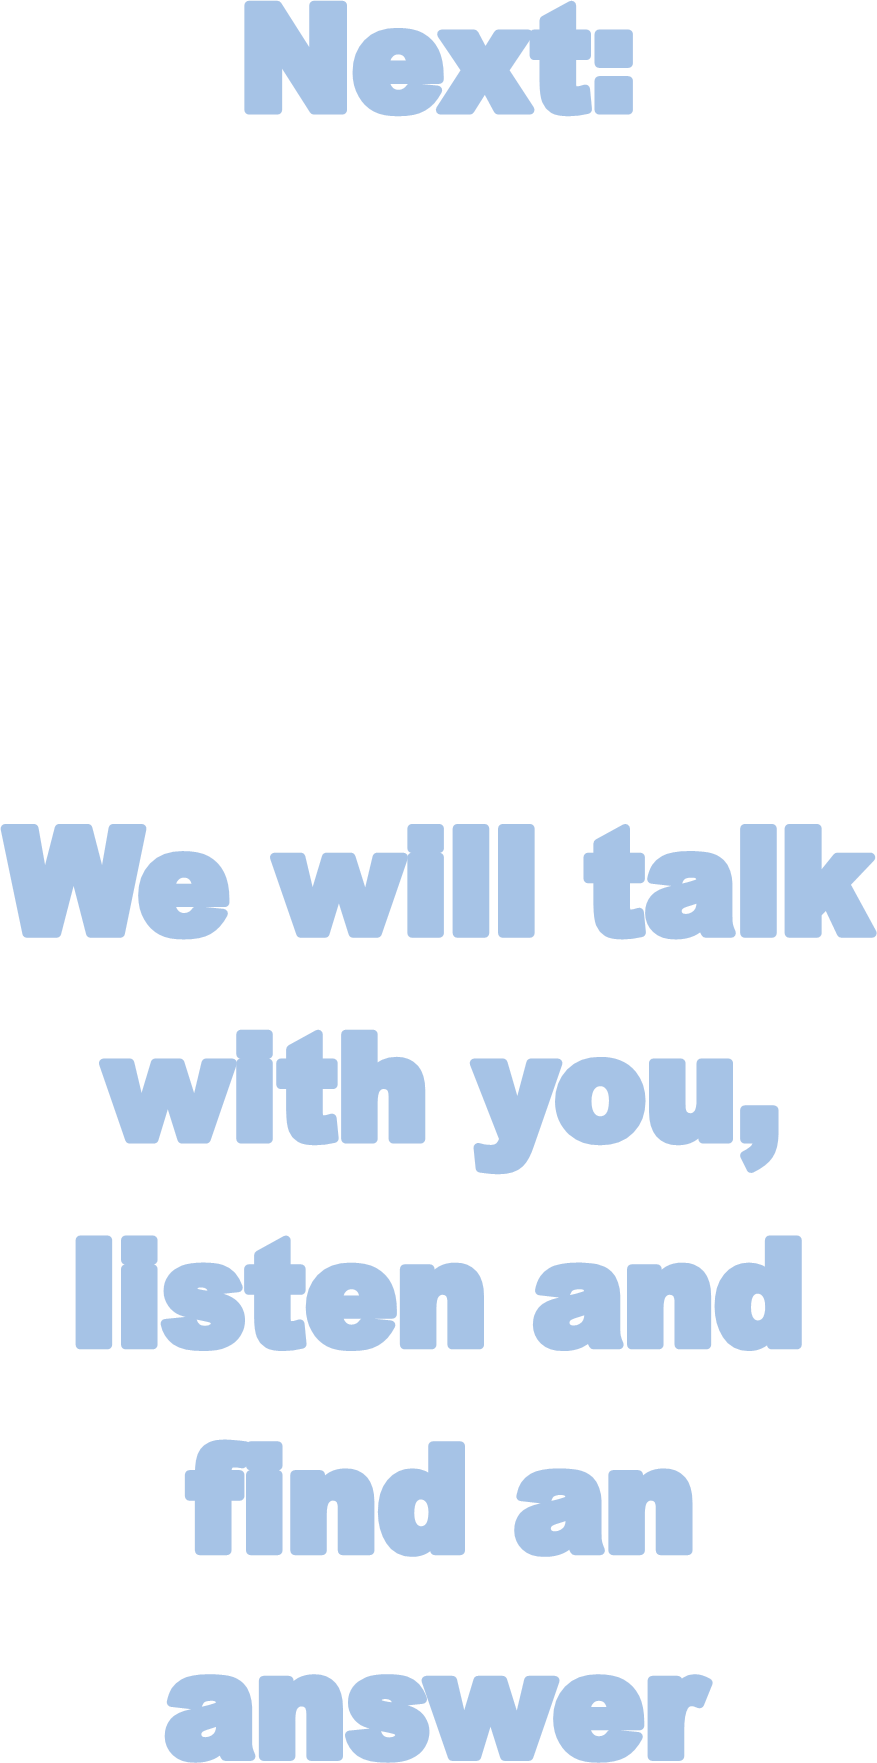 Next:
We will talk
with you,
listen and
find an
answer